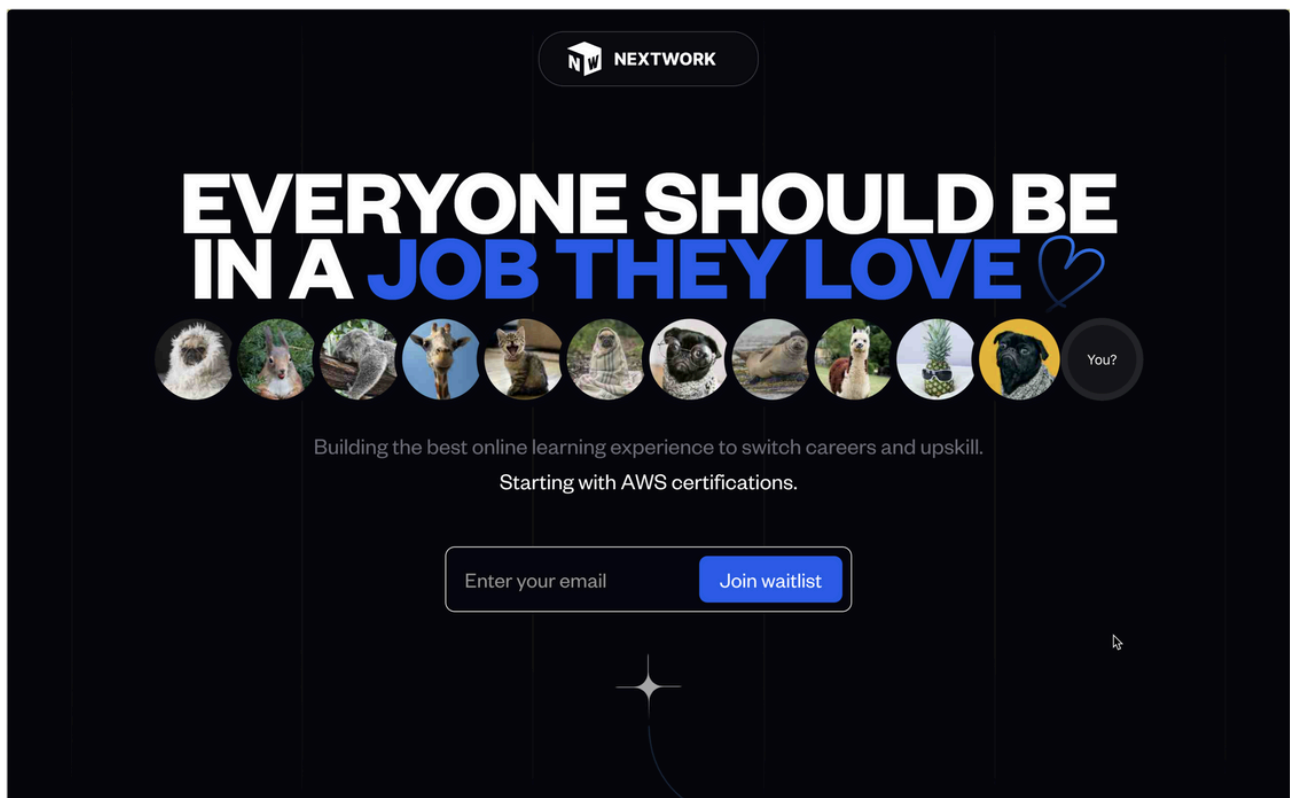 NW NEXTWORK
EVERYONE SHOULD BE
IN A JOB THEY LOVE
You?
Building the best online learning experience to switch careers and upskill.
Starting with AWS certifications.
Enter your email Join waitlist